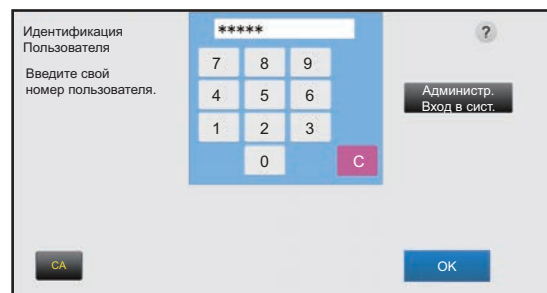 Идентификация
Пользователя
Введите свой
номер пользователя.
*****
?
7 8 9
4 5 6
1 2 3
0 C
Администр.
Вход в сист.
CA
OK